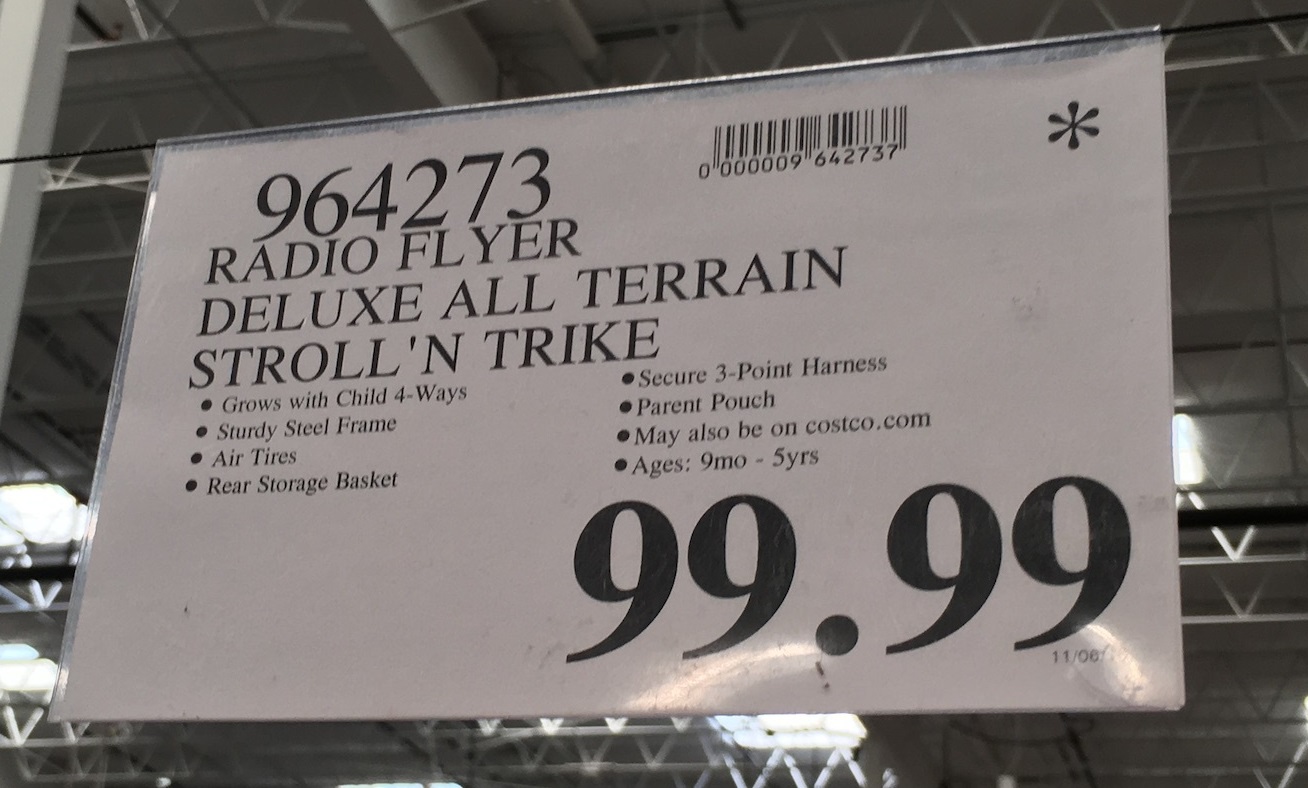 964273
0 000009 642737
*
RADIO FLYER
DELUXE ALL TERRAIN
STROLL'N TRIKE
• Grows with Child 4-Ways
• Sturdy Steel Frame
• Air Tires
• Rear Storage Basket
• Secure 3-Point Harness
• Parent Pouch
• May also be on costco.com
• Ages: 9mo - 5yrs
99.99